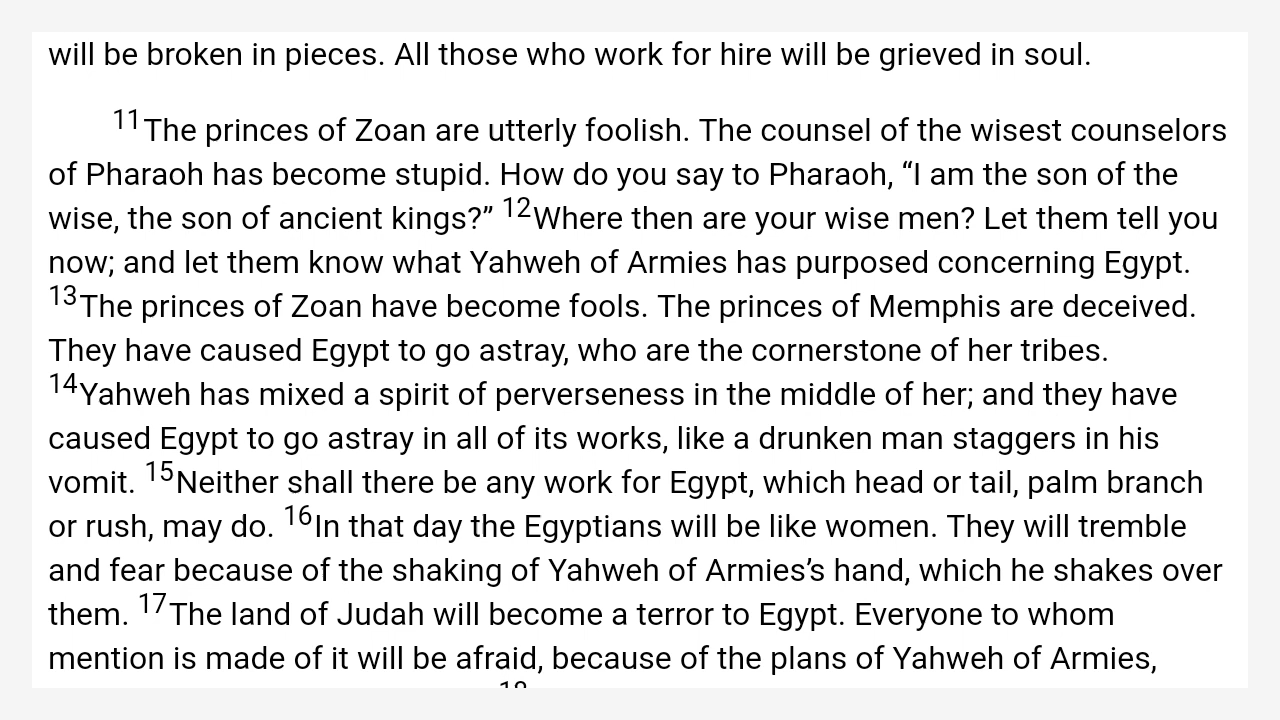 will be broken in pieces. All those who work for hire will be grieved in soul.
11The princes of Zoan are utterly foolish. The counsel of the wisest counselors
of Pharaoh has become stupid. How do you say to Pharaoh, “I am the son of the
wise, the son of ancient kings?” 12Where then are your wise men? Let them tell you
now; and let them know what Yahweh of Armies has purposed concerning Egypt.
13The princes of Zoan have become fools. The princes of Memphis are deceived.
They have caused Egypt to go astray, who are the cornerstone of her tribes.
14Yahweh has mixed a spirit of perverseness in the middle of her; and they have
caused Egypt to go astray in all of its works, like a drunken man staggers in his
vomit. 15Neither shall there be any work for Egypt, which head or tail, palm branch
or rush, may do. 16In that day the Egyptians will be like women. They will tremble
and fear because of the shaking of Yahweh of Armies’s hand, which he shakes over
them. 17The land of Judah will become a terror to Egypt. Everyone to whom
mention is made of it will be afraid, because of the plans of Yahweh of Armies,